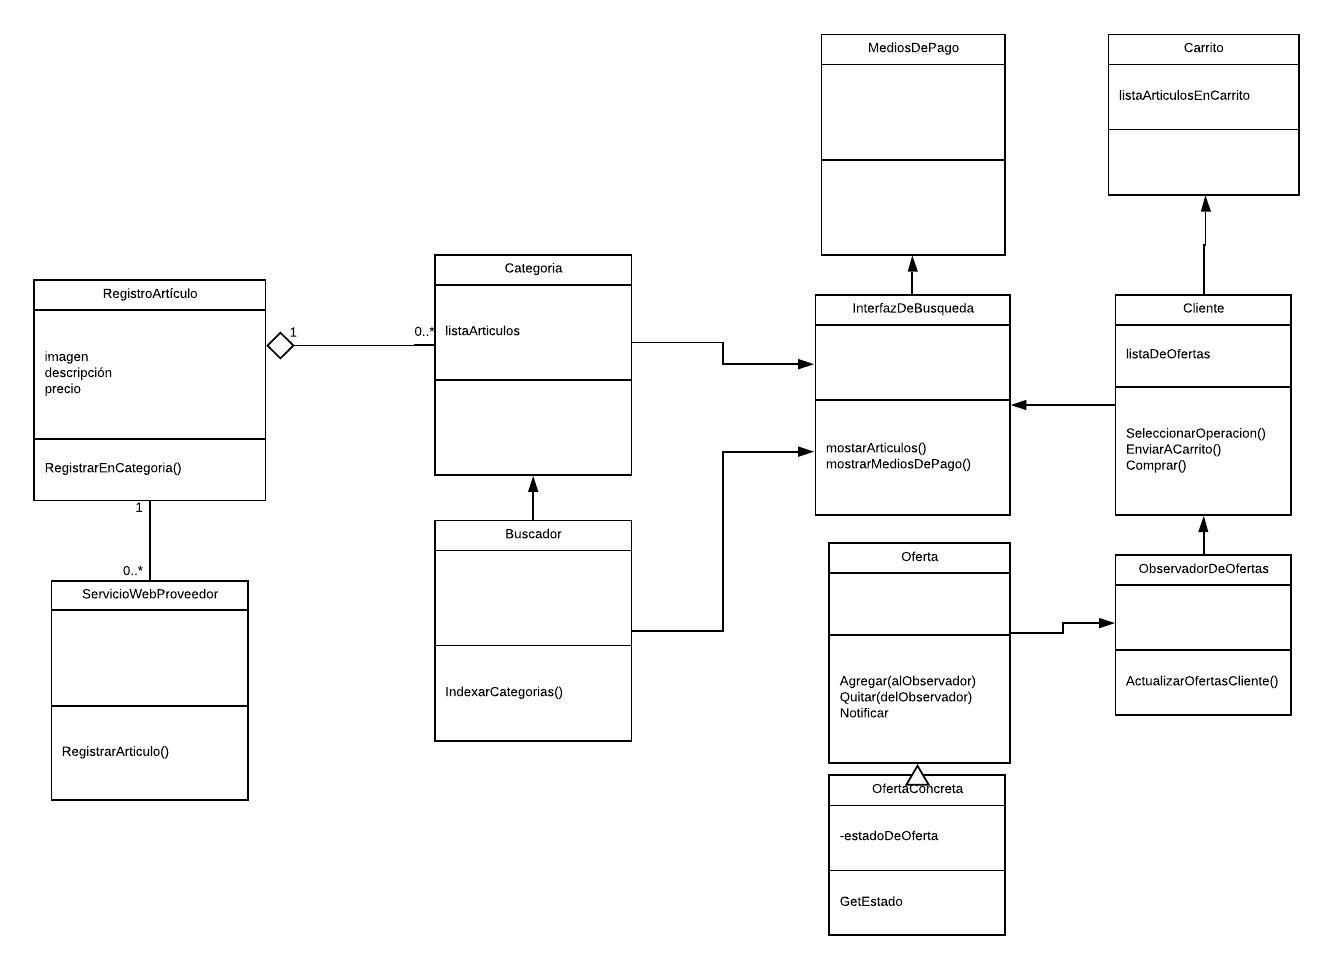 MediosDePago
Carrito
listaArticulosEnCarrito
Categoria
listaArticulos
RegistroArtículo
imagen
descripción
precio
RegistrarEnCategoria()
1
0..*
InterfazDeBusqueda
mostarArticulos()
mostrarMediosDePago()
Cliente
listaDeOfertas
SeleccionarOperacion()
EnviarACarrito()
Comprar()
1
0..*
ServicioWebProveedor
RegistrarArticulo()
Buscador
IndexarCategorias()
Oferta
Agregar(alObservador)
Quitar(delObservador)
Notificar
ObservadorDeOfertas
ActualizarOfertasCliente()
OfertaConcreta
-estadoDeOferta
GetEstado